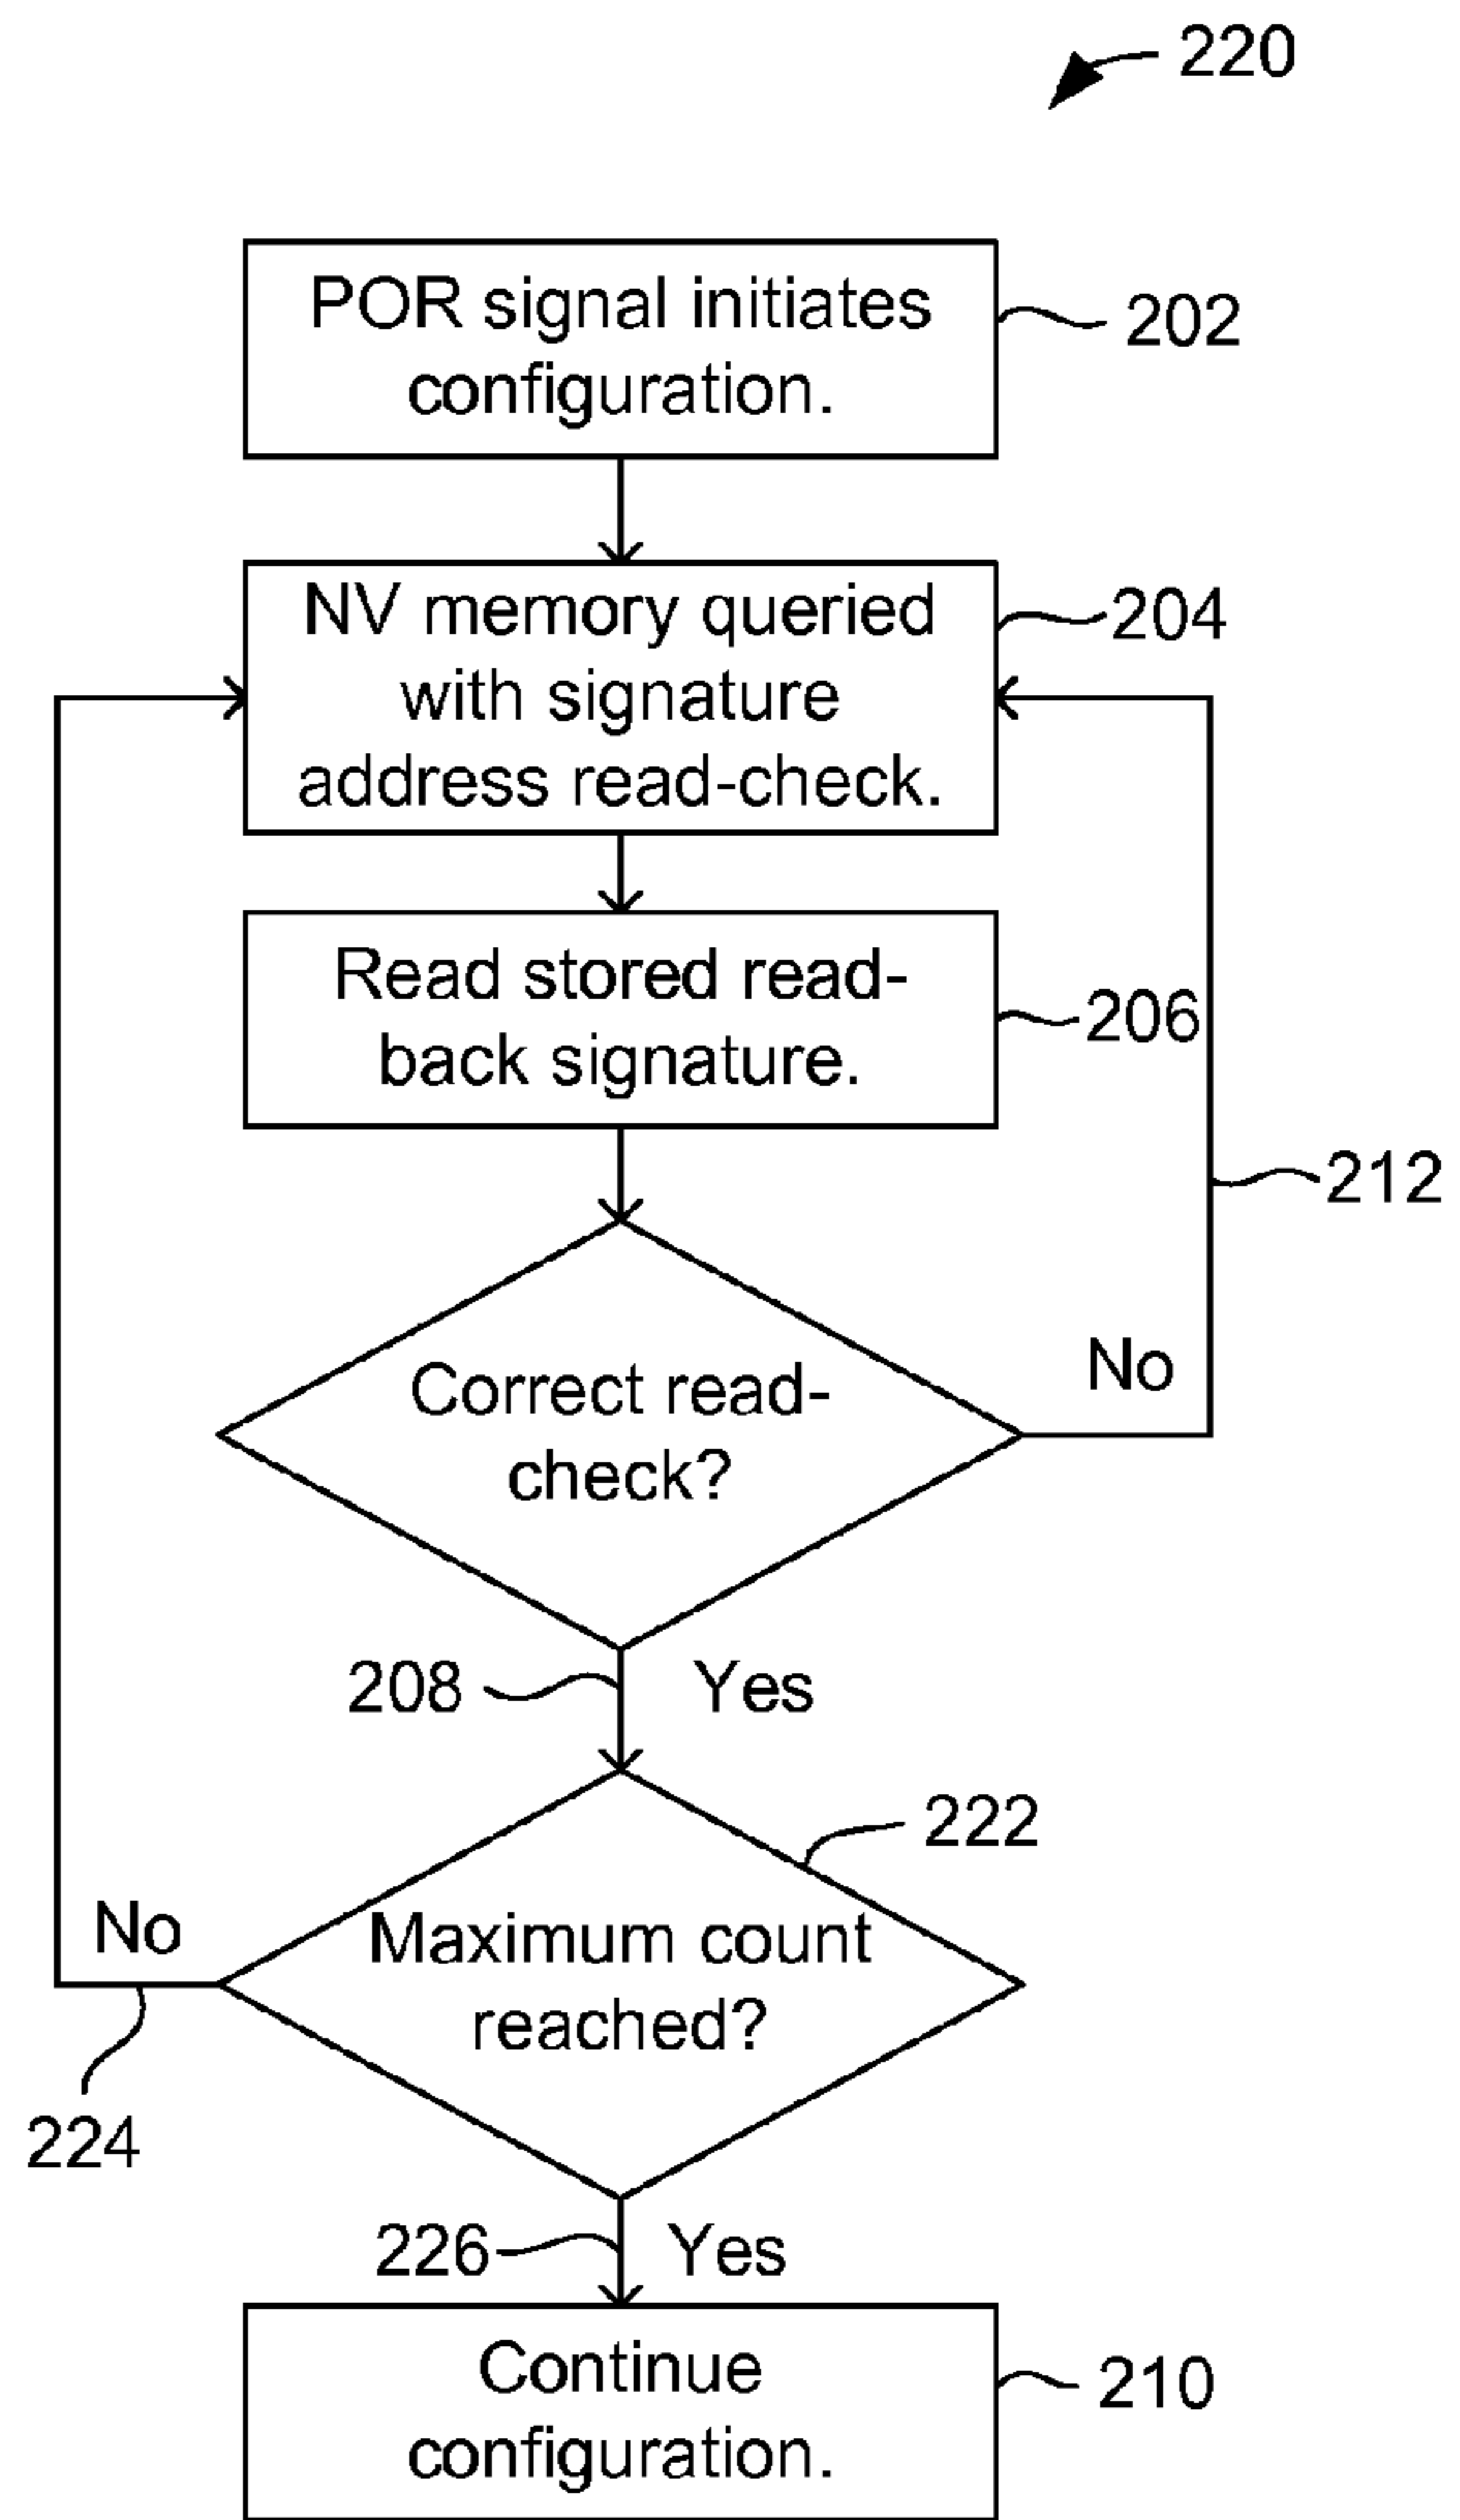 220
POR signal initiates
configuration.
202
NV memory queried
with signature
address read-check.
204
Read stored read-
back signature.
206
212
Correct read-
check?
No
208
Yes
222
Maximum count
reached?
No
224
226
Yes
Continue
configuration.
210